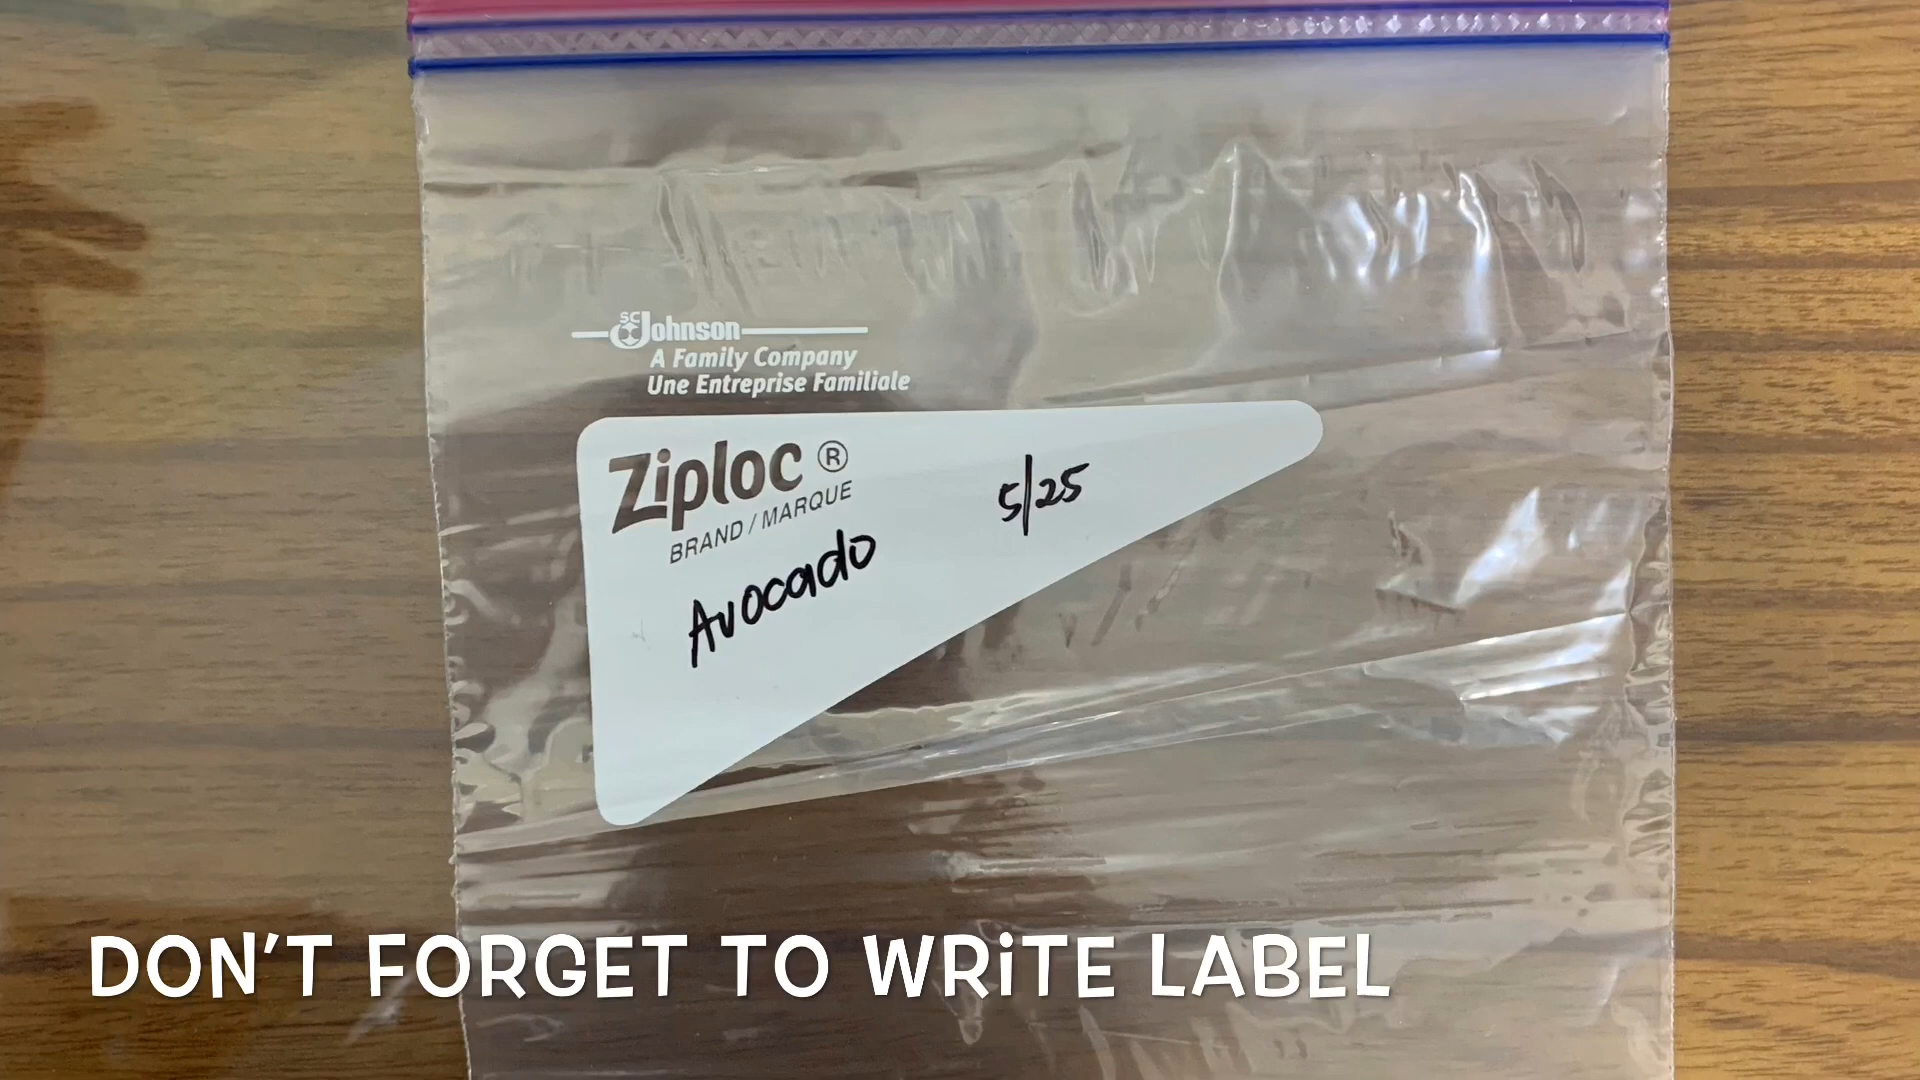 SC Johnson
A Family Company
Une Entreprise Familiale
Ziploc ®
BRAND / MARQUE
5/25
Avocado
DON'T FORGET TO WRiTE LABEL